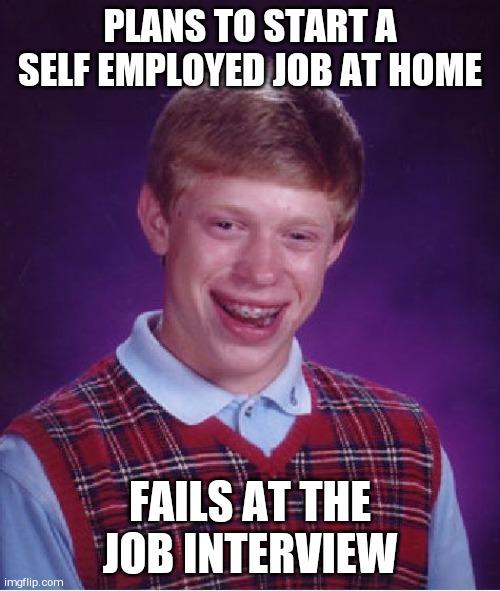 PLANS TO START A
SELF EMPLOYED JOB AT HOME
FAILS AT THE
JOB INTERVIEW
imgflip.com